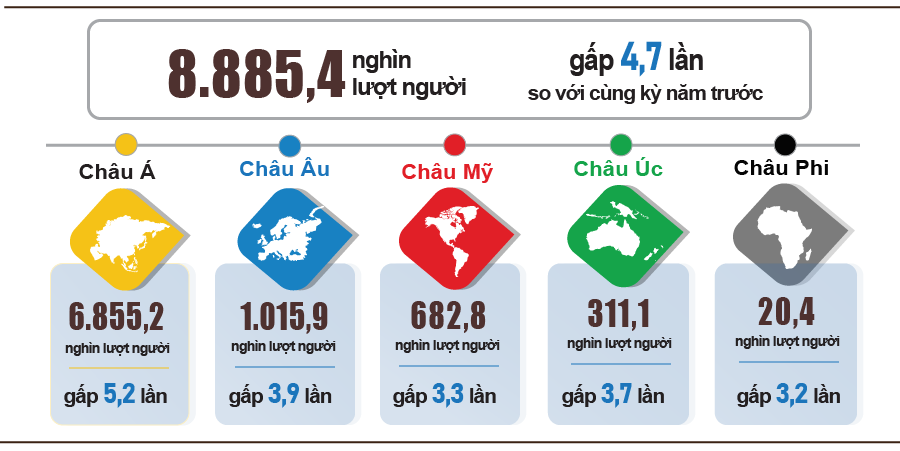 8.885,4 nghìn
lượt người
gấp 4,7 lần
so với cùng kỳ năm trước
Châu Á
Châu Âu
Châu Mỹ
Châu Úc
Châu Phi
6.855,2
nghìn lượt người
gấp 5,2 lần
1.015,9
nghìn lượt người
gấp 3,9 lần
682,8
nghìn lượt người
gấp 3,3 lần
311,1
nghìn lượt người
gấp 3,7 lần
20,4
nghìn lượt người
gấp 3,2 lần